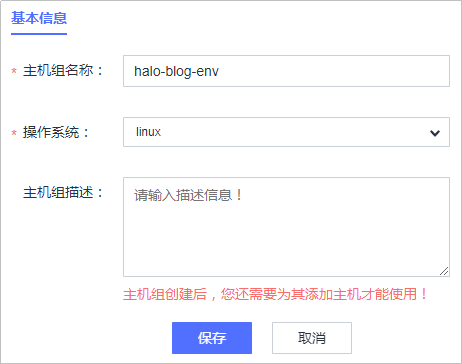 基本信息
* 主机组名称： halo-blog-env
* 操作系统： linux
主机组描述： 请输入描述信息！
主机组创建后，您还需要为其添加主机才能使用！
保存 取消